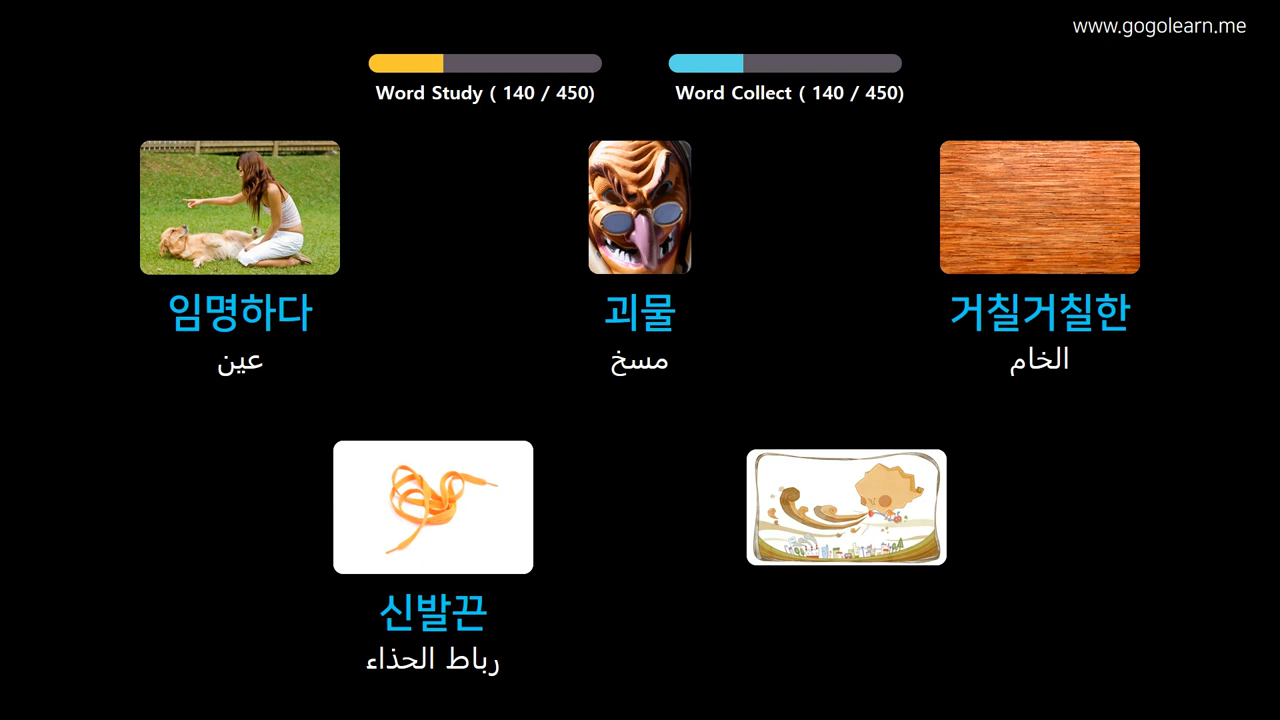 www.gogolearn.me
Word Study ( 140 / 450)
Word Collect ( 140 / 450)
임명하다
عين
괴물
مسخ
거칠거칠한
الخام
신발끈
رباط الحذاء